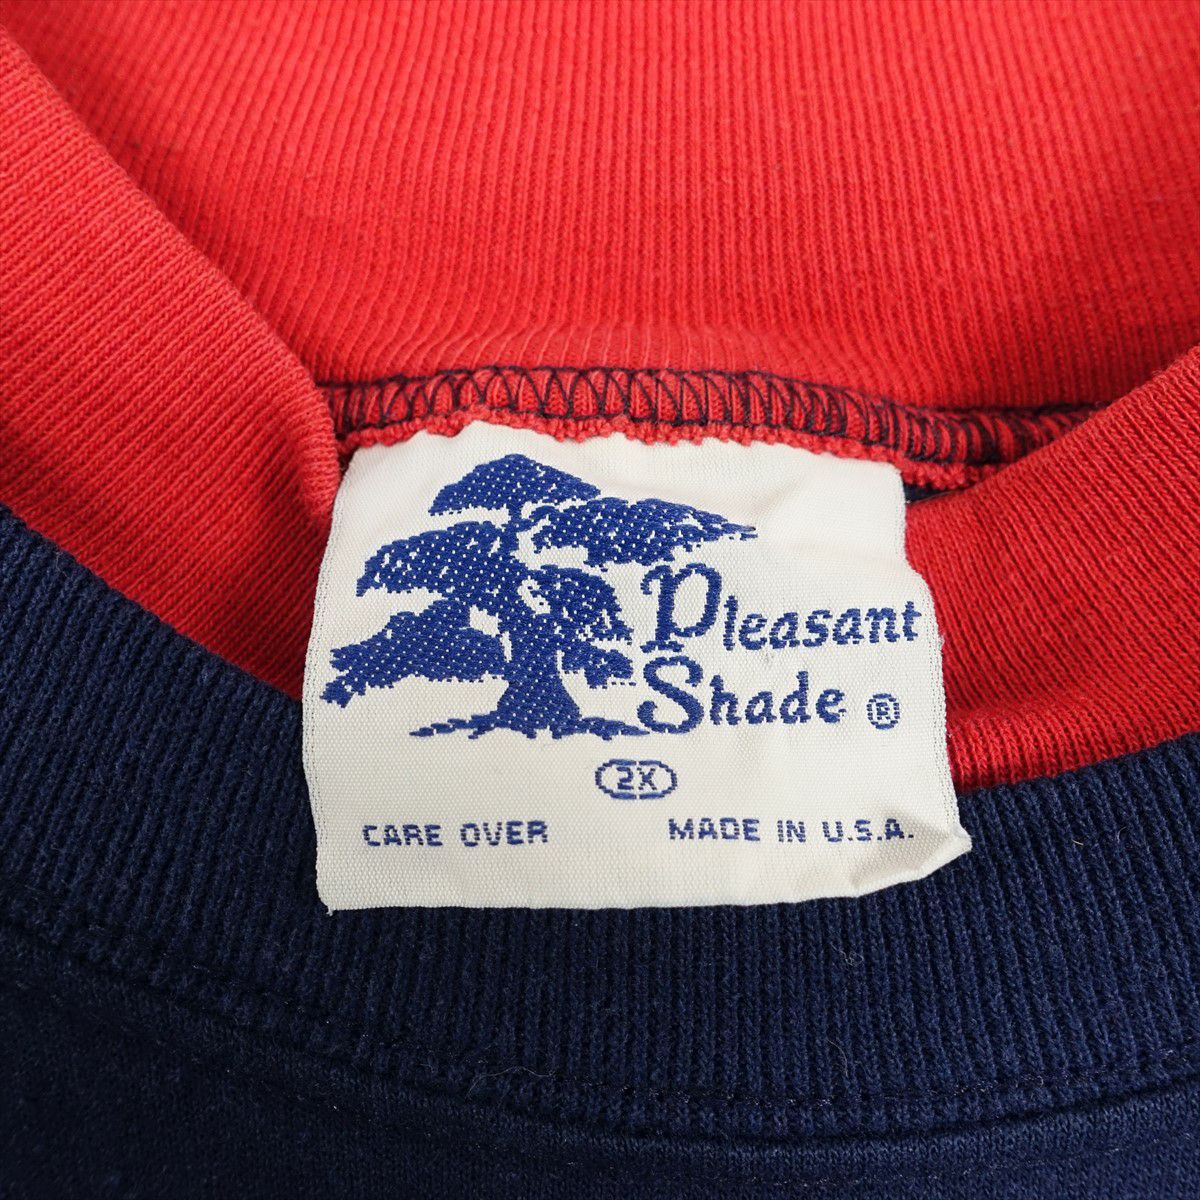 Pleasant
Shade ®
2X
CARE OVER MADE IN U.S.A.